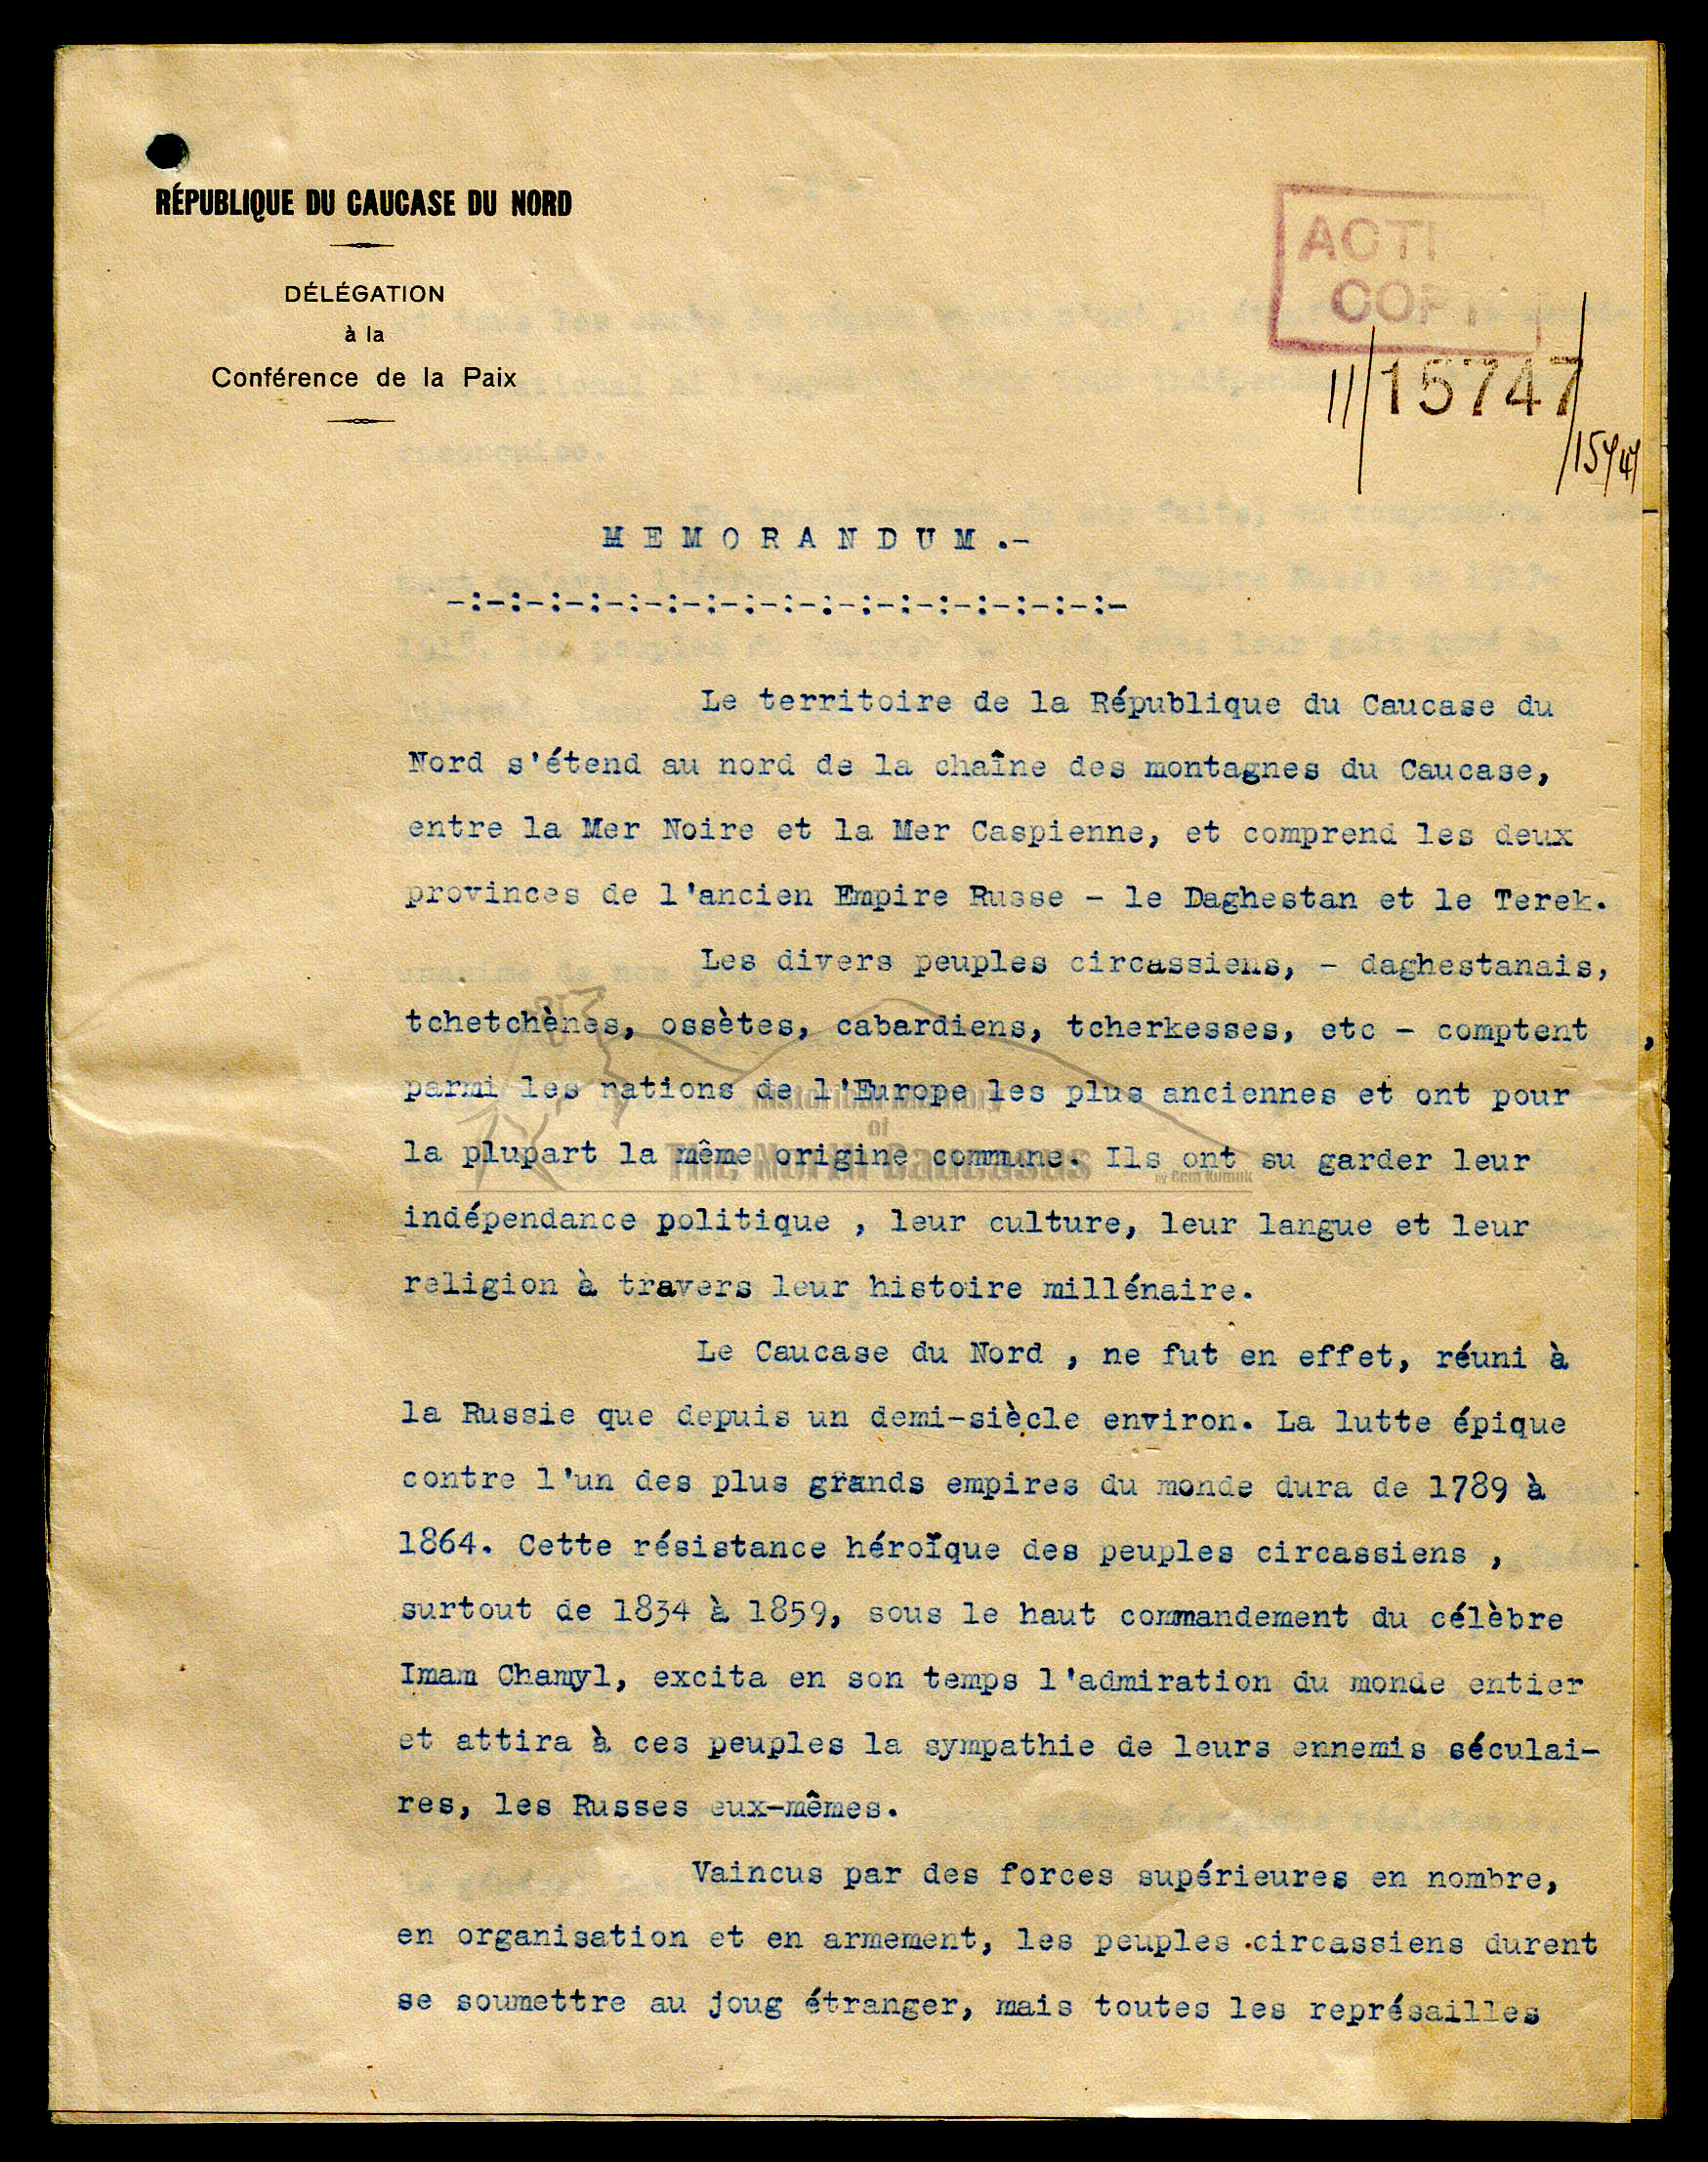 RÉPUBLIQUE DU CAUCASE DU NORD
DÉLÉGATION
à la
Conférence de la Paix
ACTI
COP
11/15747
/15747
MEMORANDUM.-
-:-:-:-:-:-:-:-:-:-:-:-:-:-:-:-:-:-
Le territoire de la République du Caucase du
Nord s'étend au nord de la chaîne des montagnes du Caucase,
entre la Mer Noire et la Mer Caspienne, et comprend les deux
provinces de l'ancien Empire Russe - le Daghestan et le Terek.
Les divers peuples circassiens, - daghestanais,
tchetchènes, ossètes, cabardiens, tcherkesses, etc - comptent ,
parmi les nations de l'Europe les plus anciennes et ont pour
la plupart la même origine commune. Ils ont su garder leur
indépendance politique , leur culture, leur langue et leur
religion à travers leur histoire millénaire.
Historical Memory
of
The North Caucasus
by Cem Kumuk
Le Caucase du Nord , ne fut en effet, réuni à
la Russie que depuis un demi-siècle environ. La lutte épique
contre l'un des plus grands empires du monde dura de 1789 à
1864. Cette résistance héroïque des peuples circassiens ,
surtout de 1834 à 1859, sous le haut commandement du célèbre
Imam Chamyl, excita en son temps l'admiration du monde entier
et attira à ces peuples la sympathie de leurs ennemis séculai-
res, les Russes eux-mêmes.
Vaincus par des forces supérieures en nombre,
en organisation et en armement, les peuples circassiens durent
se soumettre au joug étranger, mais toutes les représailles